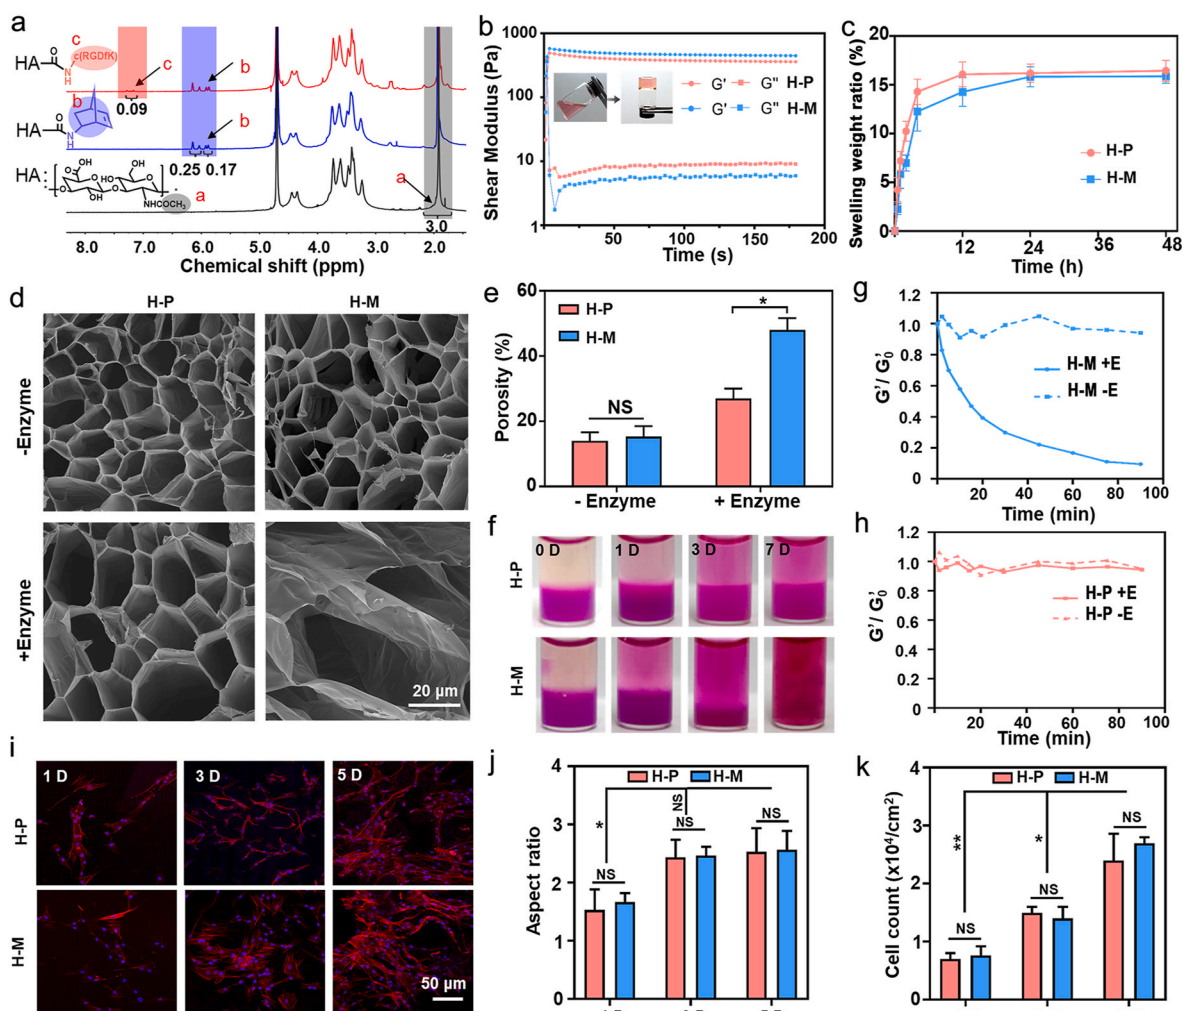 a
c
c(RGDfK)
HA
O
N
H
c
b
0.09
b
HA
O
N
H
b
0.25 0.17
HA:
OH
OH
O
HO
O
OH
NHCOCH3
a
a
3.0
8.0 7.0 6.0 5.0 4.0 3.0 2.0
Chemical shift (ppm)
b
Shear Modulus (Pa)
1000
100
10
1
G' G" H-P
G' G" H-M
50 100 150 200
Time (s)
c
Swelling weight ratio (%)
20
15
10
5
0
H-P
H-M
12 24 36 48
Time (h)
d
H-P H-M
-Enzyme
+Enzyme
20 µm
e
Porosity (%)
60
40
20
0
H-P
H-M
NS
*
- Enzyme + Enzyme
f
0 D 1 D 3 D 7 D
H-P
H-M
g
G'/ G'0
1.2
1.0
0.8
0.6
0.4
0.2
0
H-M +E
H-M -E
20 40 60 80 100
Time (min)
h
G'/ G'0
1.2
1.0
0.8
0.6
0.4
0.2
0
H-P +E
H-P -E
20 40 60 80 100
Time (min)
i
1 D 3 D 5 D
H-P
H-M
50 µm
j
Aspect ratio
4
3
2
1
0
H-P H-M
*
NS
NS
NS
NS
k
Cell count (x10⁴/cm²)
3
2
1
0
H-P H-M
**
*
NS
NS
NS